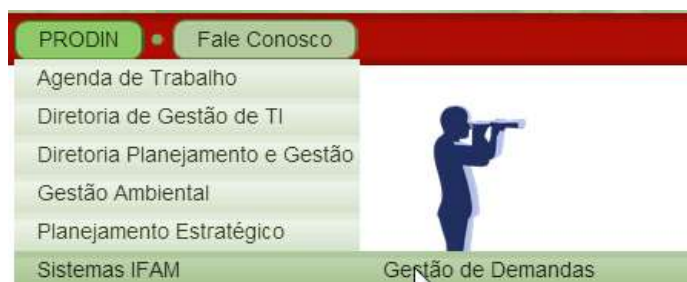 PRODIN Fale Conosco
Agenda de Trabalho
Diretoria de Gestão de TI
Diretoria Planejamento e Gestão
Gestão Ambiental
Planejamento Estratégico
Sistemas IFAM Gestão de Demandas